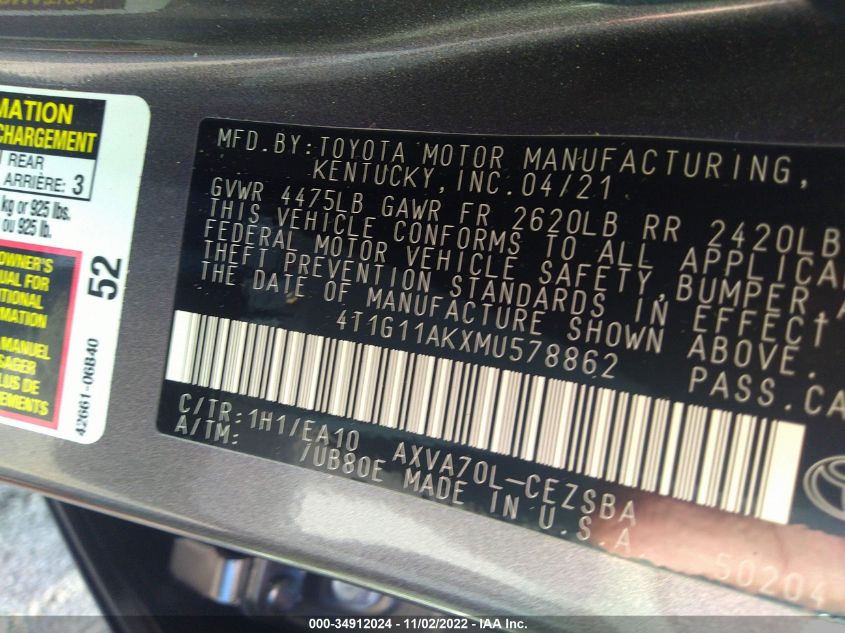 MATION
CHARGEMENT
REAR
ARRIÈRE: 3
kg or 925 lbs.
ou 925 lb.
OWNER'S
UAL FOR
TIONAL
MATION
MANUEL
SAGER
LUS DE
EMENTS
52
42661-06B40
MFD.BY:TOYOTA MOTOR MANUFACTURING,
KENTUCKY,INC.04/21
GVWR 4475LB GAWR FR 2620LB RR 2420LB
THIS VEHICLE CONFORMS TO ALL APPLICA
FEDERAL MOTOR VEHICLE SAFETY,BUMPER,A
THEFT PREVENTION STANDARDS IN EFFECT
THE DATE OF MANUFACTURE SHOWN ABOVE.
4T1G11AKXMU578862 PASS.CA
C/TR:1H1/EA10 AXVA70L-CEZSBA
A/TM: /UB80E MADE IN U.S.A.
50204
000-34912024 - 11/02/2022 - IAA Inc.